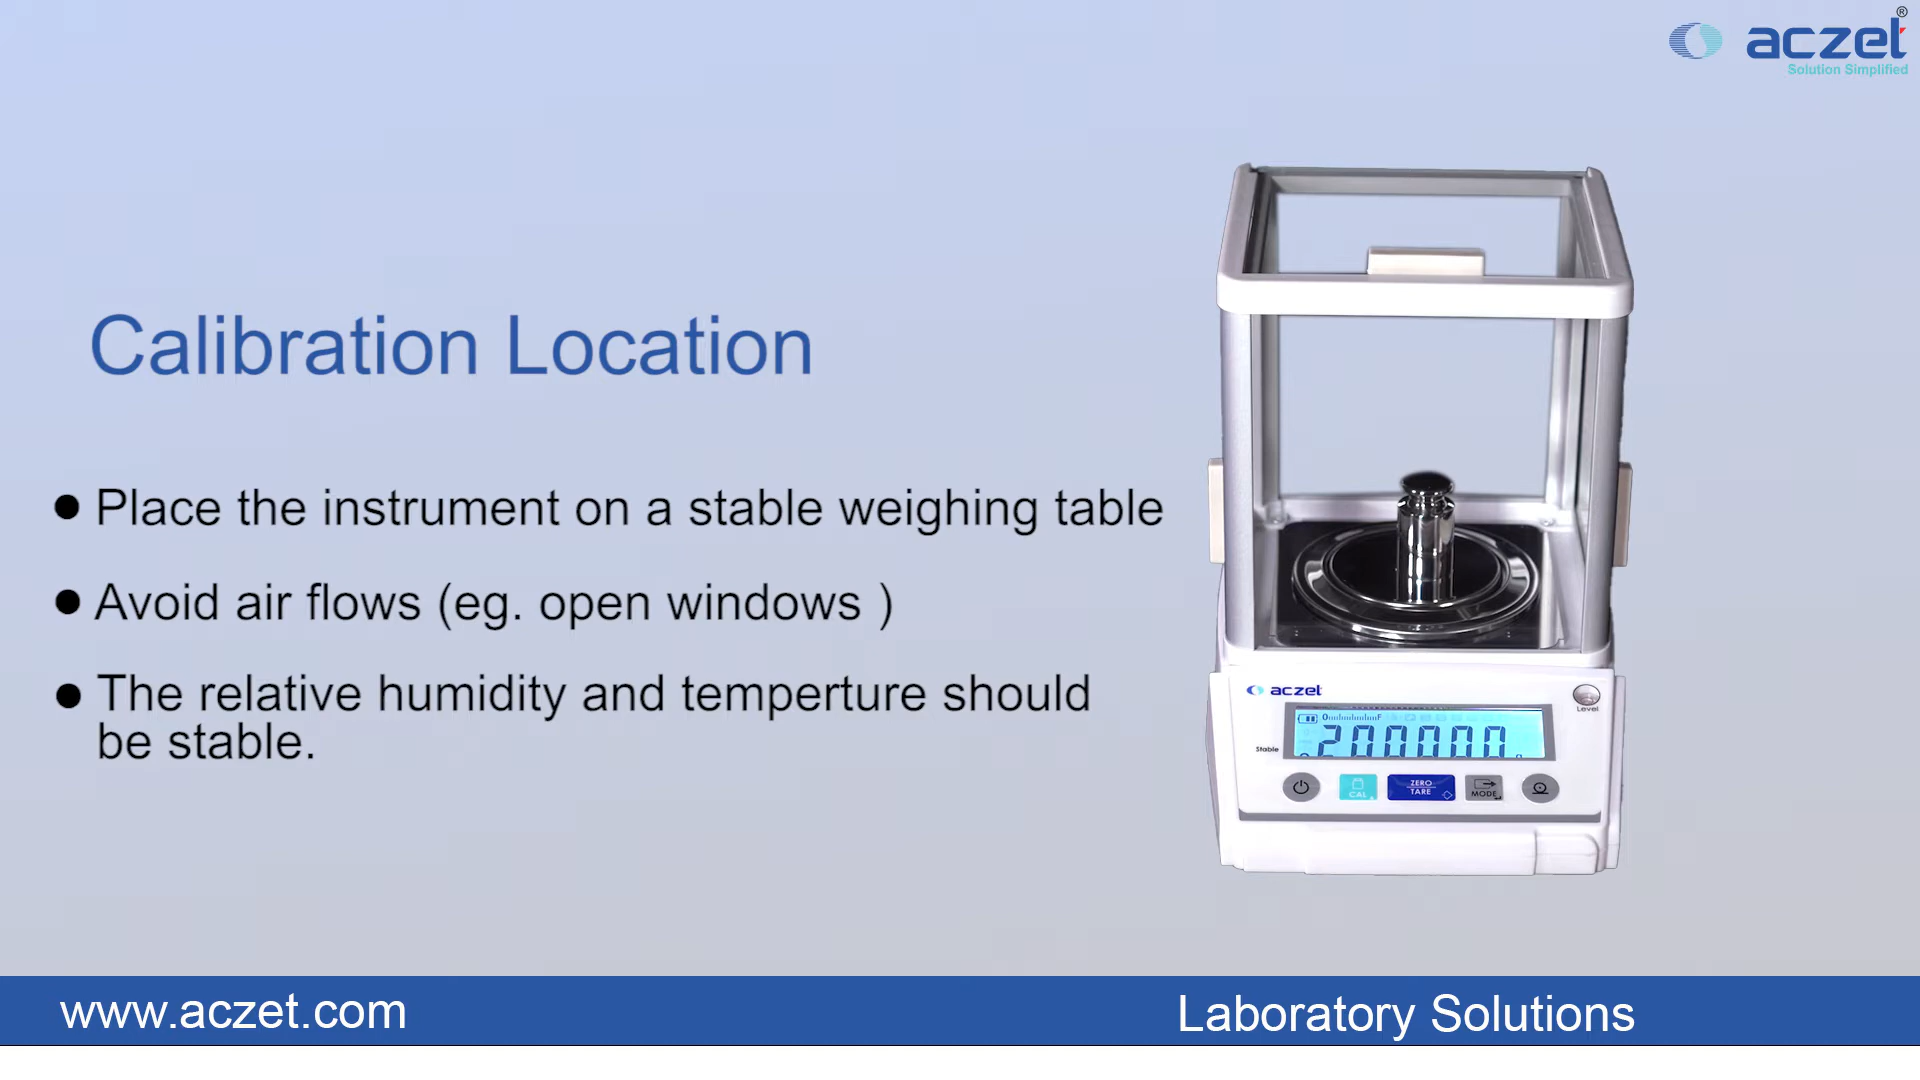 ®
aczet
Solution Simplified
Calibration Location
● Place the instrument on a stable weighing table
● Avoid air flows (eg. open windows )
● The relative humidity and temperture should
be stable.
aczet
Level
0 F
Stable
200000
CAL
ZERO
TARE
MODE
www.aczet.com
Laboratory Solutions